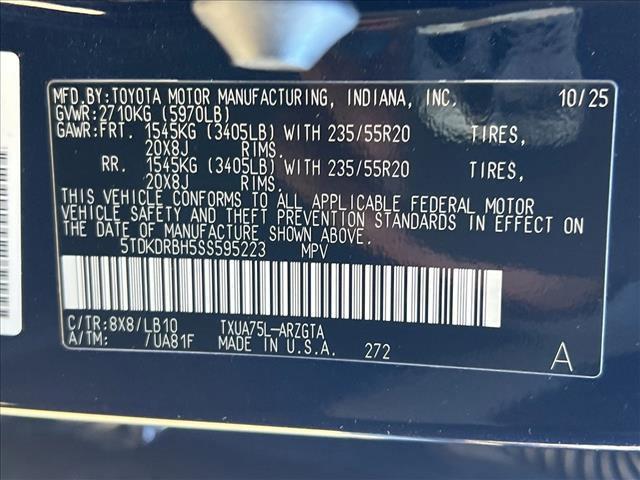 MFD.BY:TOYOTA MOTOR MANUFACTURING, INDIANA, INC. 10/25
GVWR:2710KG (5970LB)
GAWR:FRT. 1545KG (3405LB) WITH 235/55R20 TIRES,
20X8J RIMS.
RR. 1545KG (3405LB) WITH 235/55R20 TIRES,
20X8J RIMS.
THIS VEHICLE CONFORMS TO ALL APPLICABLE FEDERAL MOTOR
VEHICLE SAFETY AND THEFT PREVENTION STANDARDS IN EFFECT ON
THE DATE OF MANUFACTURE SHOWN ABOVE.
5TDKDRBH5SS595223 MPV
C/TR:8X8/LB10 TXUA75L-ARZGTA
A/TM: /UA81F MADE IN U.S.A. 272 A